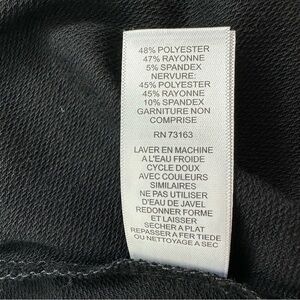 48% POLYESTER
47% RAYONNE
5% SPANDEX
NERVURE:
45% POLYESTER
45% RAYONNE
10% SPANDEX
GARNITURE NON
COMPRISE
RN 73163
LAVER EN MACHINE
A L'EAU FROIDE
CYCLE DOUX
AVEC COULEURS
SIMILAIRES
NE PAS UTILISER
D'EAU DE JAVEL
REDONNER FORME
ET LAISSER
SECHER A PLAT
REPASSER A FER TIEDE
OU NETTOYAGE A SEC